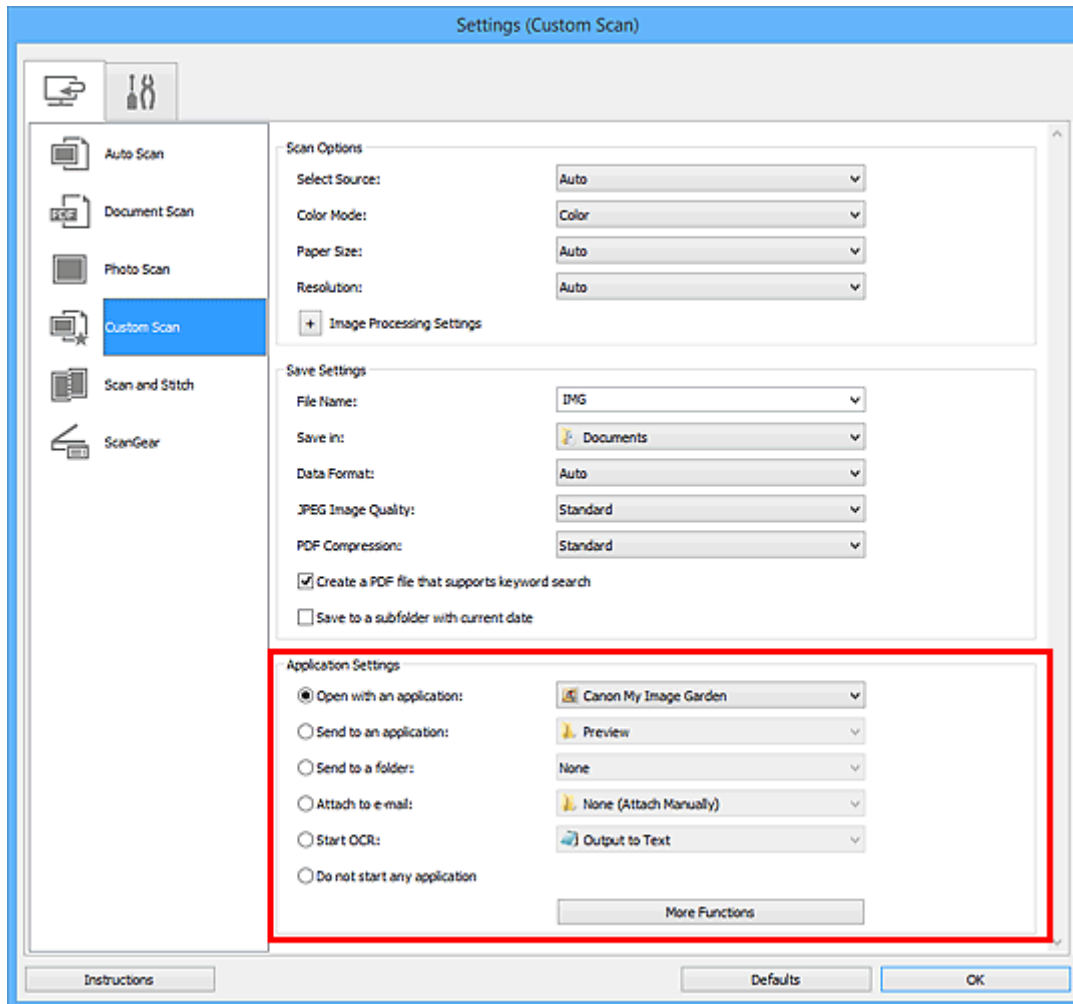 Settings (Custom Scan)
Auto Scan
Document Scan
Photo Scan
Custom Scan
Scan and Stitch
ScanGear
Scan Options
Select Source: Auto
Color Mode: Color
Paper Size: Auto
Resolution: Auto
+ Image Processing Settings
Save Settings
File Name: IMG
Save in: Documents
Data Format: Auto
JPEG Image Quality: Standard
PDF Compression: Standard
Create a PDF file that supports keyword search
Save to a subfolder with current date
Application Settings
Open with an application: Canon My Image Garden
Send to an application: Preview
Send to a folder: None
Attach to e-mail: None (Attach Manually)
Start OCR: Output to Text
Do not start any application
More Functions
Instructions Defaults OK